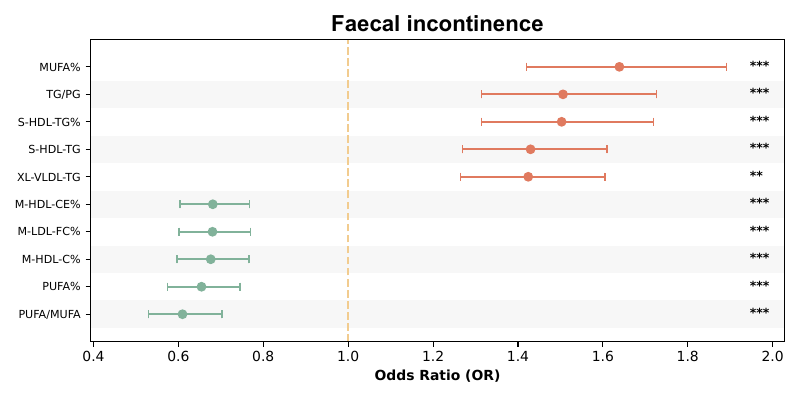 Faecal incontinence
MUFA% ***
TG/PG ***
S-HDL-TG% ***
S-HDL-TG ***
XL-VLDL-TG **
M-HDL-CE% ***
M-LDL-FC% ***
M-HDL-C% ***
PUFA% ***
PUFA/MUFA ***
0.4 0.6 0.8 1.0 1.2 1.4 1.6 1.8 2.0
Odds Ratio (OR)